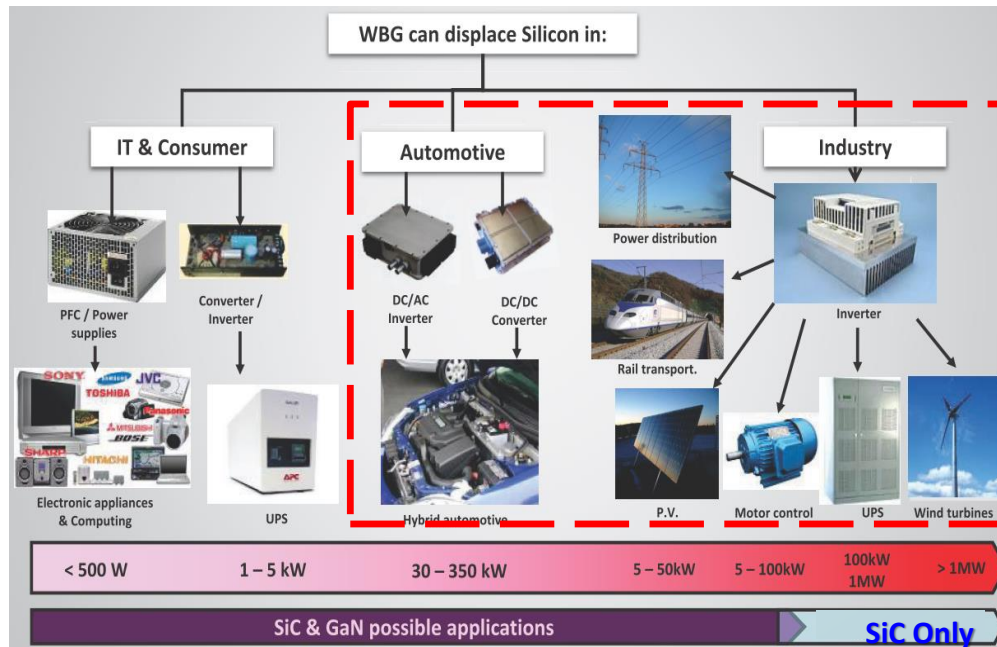 WBG can displace Silicon in:
IT & Consumer
Automotive
Industry
PFC / Power
supplies
Converter /
Inverter
DC/AC
Inverter
DC/DC
Converter
Power distribution
Rail transport.
Inverter
SONY
SAMSUNG
JVC
TOSHIBA
Panasonic
MITSUBISHI
BOSE
SHARP
HITACHI
APC
Electronic appliances
& Computing
UPS
Hybrid automotive
P.V.
Motor control
UPS
Wind turbines
< 500 W
1 – 5 kW
30 – 350 kW
5 – 50kW
5 – 100kW
100kW
1MW
> 1MW
SiC & GaN possible applications
SiC Only